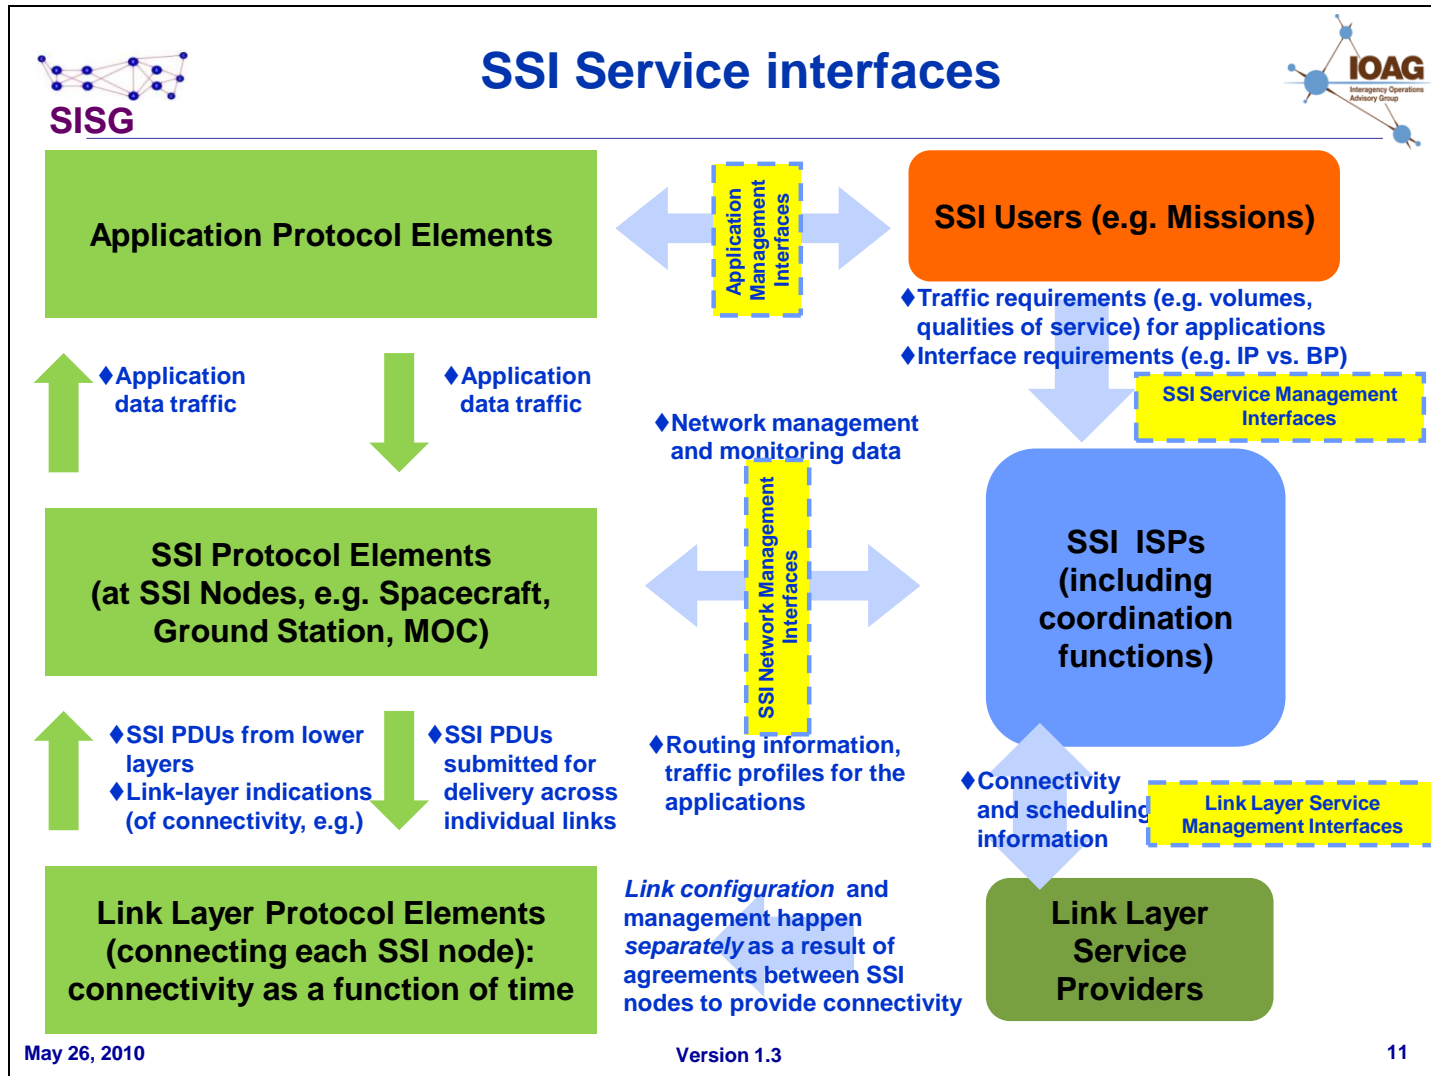 SSI Service interfaces
SISG
IOAG
Interagency Operations
Advisory Group
Application Protocol Elements
Application
Management
Interfaces
SSI Users (e.g. Missions)
♦Traffic requirements (e.g. volumes,
qualities of service) for applications
♦Interface requirements (e.g. IP vs. BP)
♦Application
data traffic
♦Application
data traffic
SSI Service Management
Interfaces
♦Network management
and monitoring data
SSI Protocol Elements
(at SSI Nodes, e.g. Spacecraft,
Ground Station, MOC)
SSI Network Management
Interfaces
SSI ISPs
(including
coordination
functions)
♦SSI PDUs from lower
layers
♦Link-layer indications
(of connectivity, e.g.)
♦SSI PDUs
submitted for
delivery across
individual links
♦Routing information,
traffic profiles for the
applications
♦Connectivity
and scheduling
information
Link Layer Service
Management Interfaces
Link Layer Protocol Elements
(connecting each SSI node):
connectivity as a function of time
Link configuration and
management happen
separately as a result of
agreements between SSI
nodes to provide connectivity
Link Layer
Service
Providers
May 26, 2010
Version 1.3
11